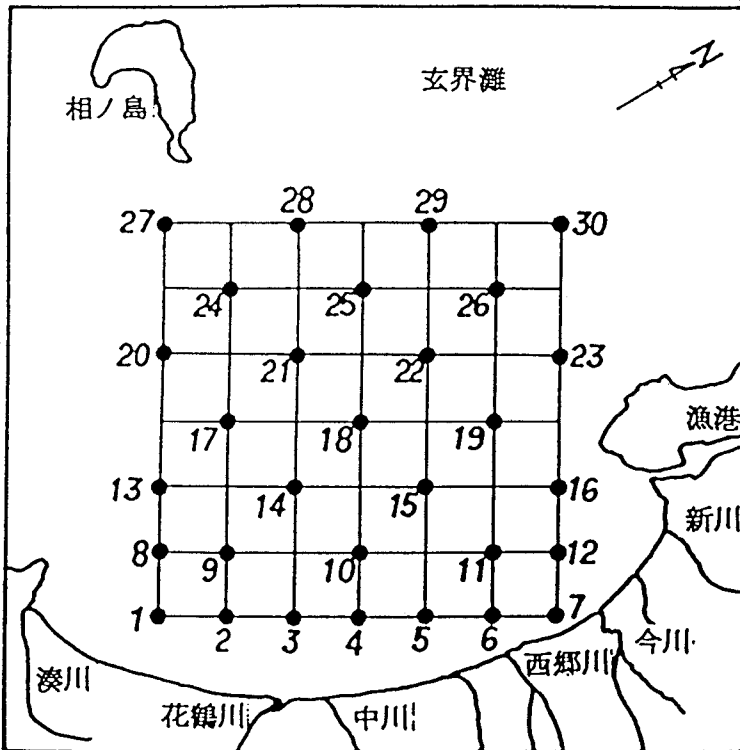 玄界灘
N
相ノ島
28 29
27 30
24 25 26
20 21 22 23
漁港
17 18 19
13 14 15 16
新川
8 9 10 11 12
1 2 3 4 5 6 7
今川
西郷川
湊川
花鶴川
中川